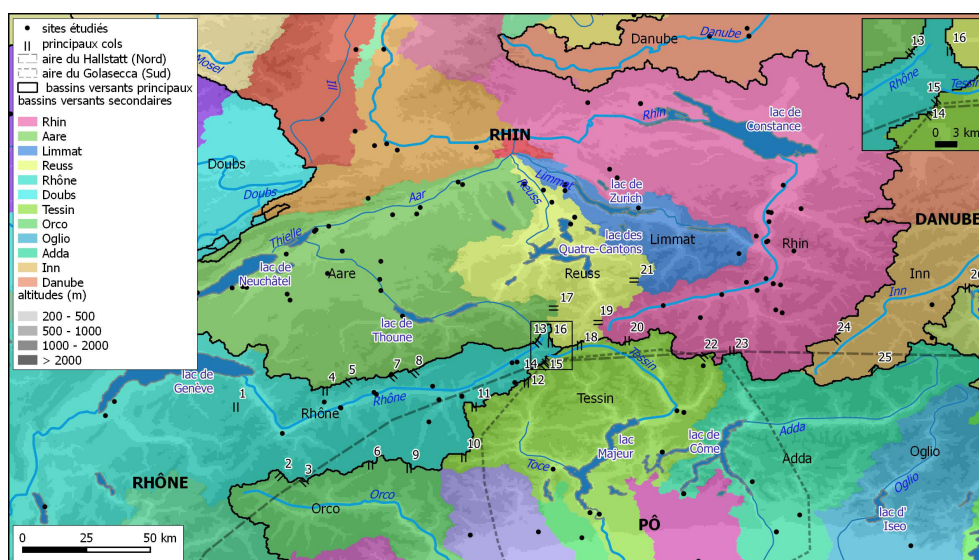 sites étudiés
principaux cols
aire du Hallstatt (Nord)
aire du Golasecca (Sud)
bassins versants principaux
bassins versants secondaires
Rhin
Aare
Limmat
Reuss
Rhône
Doubs
Tessin
Orco
Oglio
Adda
Inn
Danube
altitudes (m)
200 - 500
500 - 1000
1000 - 2000
> 2000
0 25 50 km
Mosel
Ill
Danube
Danube
RHIN
Rhin
lac de
Constance
Doubs
Doubs
Aar
Reuss
Limmat
lac de
Zurich
Thielle
lac de
Neuchâtel
Aare
lac des
Quatre-Cantons
Limmat
Rhin
DANUBE
Inn
Inn
Reuss
21
26
17
lac de
Thoune
19
20
13
16
18
14
15
12
22
23
24
25
lac de
Genève
1
4
5
7
8
Rhône
Rhône
11
Tessin
Tessin
10
2
3
6
9
RHÔNE
Orco
Orco
Toce
lac
Majeur
lac de
Côme
Adda
Adda
Oglio
Oglio
lac d'
Iseo
PÔ
13
16
Rhône
15
Tessin
14
0 3 km